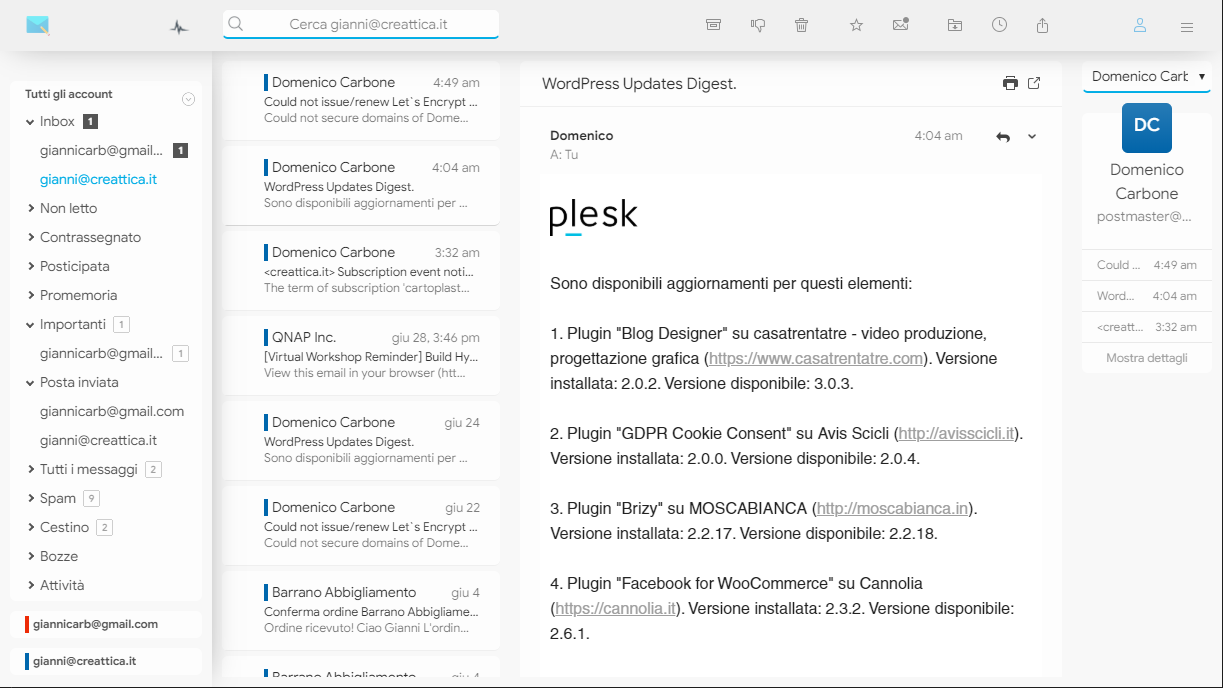 Cerca gianni@creattica.it
Tutti gli account
Inbox 1
giannicarb@gmail... 1
gianni@creattica.it
Non letto
Contrassegnato
Posticipata
Promemoria
Importanti 1
giannicarb@gmail... 1
Posta inviata
giannicarb@gmail.com
gianni@creattica.it
Tutti i messaggi 2
Spam 9
Cestino 2
Bozze
Attività
giannicarb@gmail.com
gianni@creattica.it
Domenico Carbone 4:49 am
Could not issue/renew Let`s Encrypt ...
Could not secure domains of Dome...
Domenico Carbone 4:04 am
WordPress Updates Digest.
Sono disponibili aggiornamenti per ...
Domenico Carbone 3:32 am
<creattica.it> Subscription event noti...
The term of subscription 'cartoplast...
QNAP Inc. giu 28, 3:46 pm
[Virtual Workshop Reminder] Build Hy...
View this email in your browser (htt...
Domenico Carbone giu 24
WordPress Updates Digest.
Sono disponibili aggiornamenti per ...
Domenico Carbone giu 22
Could not issue/renew Let`s Encrypt ...
Could not secure domains of Dome...
Barrano Abbigliamento giu 4
Conferma ordine Barrano Abbigliame...
Ordine ricevuto! Ciao Gianni L'ordin...
Barrano Abbigliamento giu 4
WordPress Updates Digest.
Domenico 4:04 am
A: Tu
plesk
Sono disponibili aggiornamenti per questi elementi:
1. Plugin "Blog Designer" su casatrentatre - video produzione,
progettazione grafica (https://www.casatrentatre.com). Versione
installata: 2.0.2. Versione disponibile: 3.0.3.
2. Plugin "GDPR Cookie Consent" su Avis Scicli (http://avisscicli.it).
Versione installata: 2.0.0. Versione disponibile: 2.0.4.
3. Plugin "Brizy" su MOSCABIANCA (http://moscabianca.in).
Versione installata: 2.2.17. Versione disponibile: 2.2.18.
4. Plugin "Facebook for WooCommerce" su Cannolia
(https://cannolia.it). Versione installata: 2.3.2. Versione disponibile:
2.6.1.
Domenico Cart
DC
Domenico
Carbone
postmaster@...
Could ... 4:49 am
Word... 4:04 am
<creatt... 3:32 am
Mostra dettagli